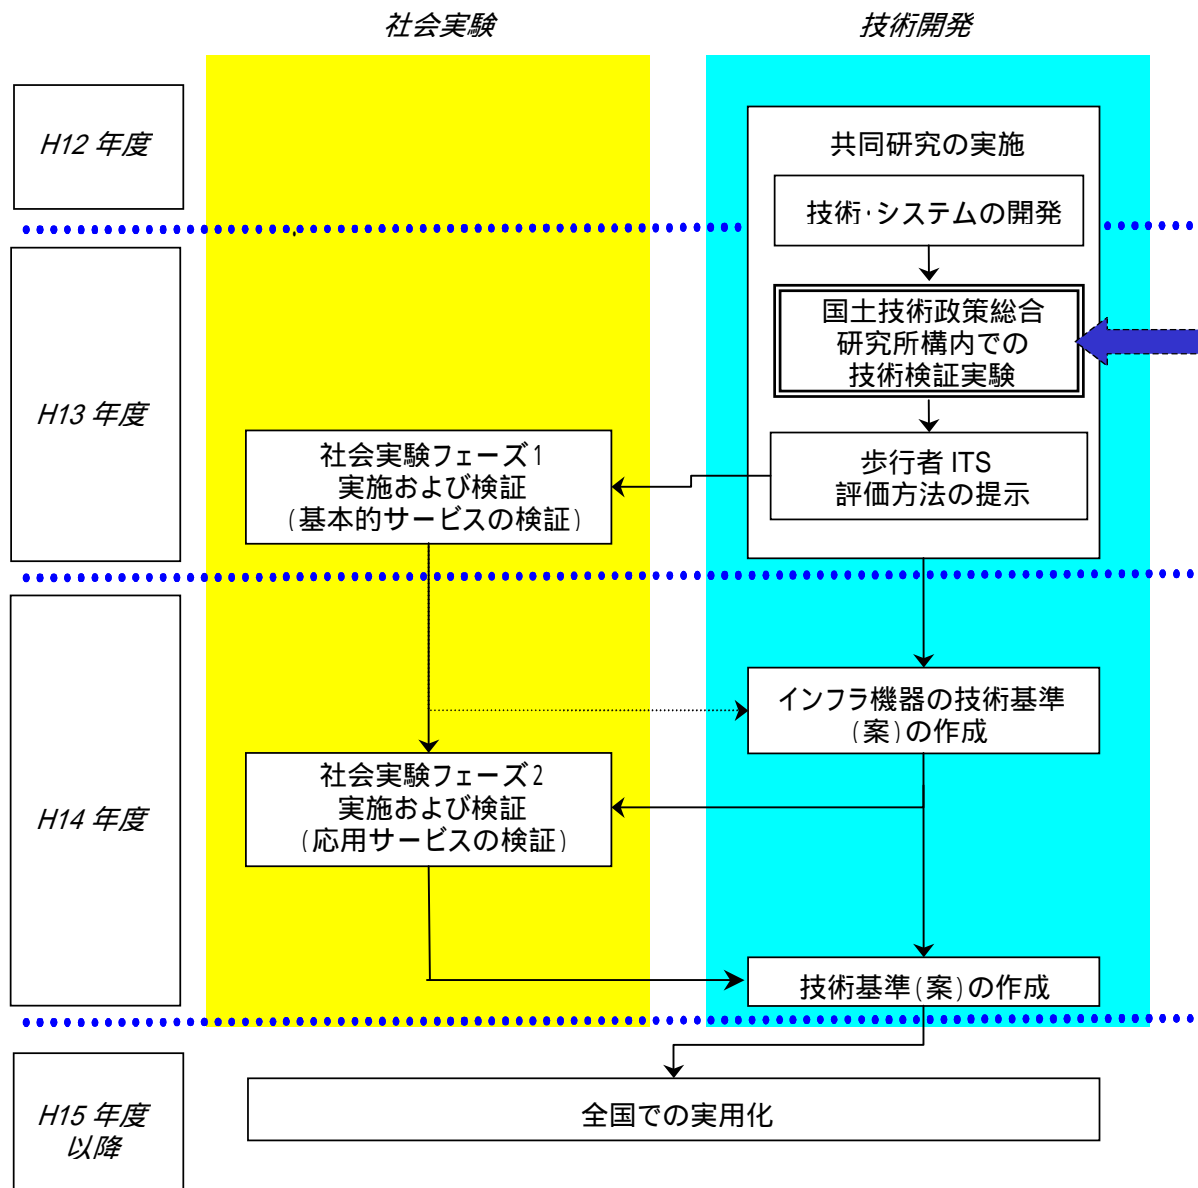 社会実験
技術開発
H12 年度
共同研究の実施
技術・システムの開発
H13 年度
国土技術政策総合
研究所構内での
技術検証実験
歩行者 ITS
評価方法の提示
社会実験フェーズ1
実施および検証
(基本的サービスの検証)
H14 年度
インフラ機器の技術基準
(案)の作成
社会実験フェーズ2
実施および検証
(応用サービスの検証)
技術基準(案)の作成
H15 年度
以降
全国での実用化